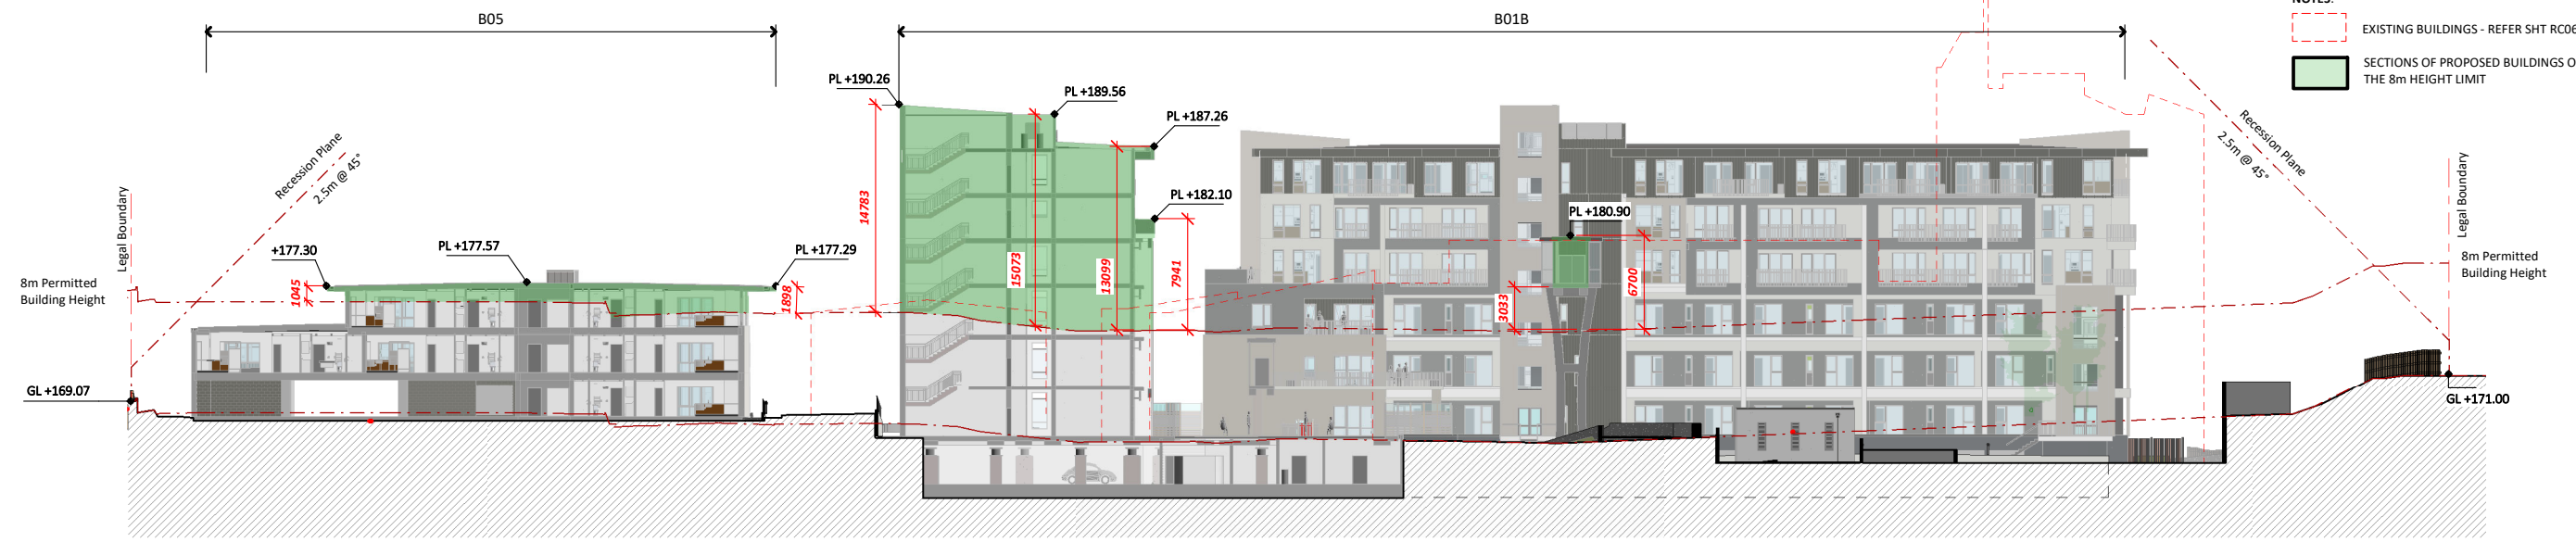 B05
B01B
NOTES:
EXISTING BUILDINGS - REFER SHT RC06
SECTIONS OF PROPOSED BUILDINGS O
THE 8m HEIGHT LIMIT
PL +190.26
PL +189.56
PL +187.26
PL +182.10
PL +180.90
Recession Plane
2.5m @ 45°
Recession Plane
2.5m @ 45°
Legal Boundary
Legal Boundary
14783
15073
13099
7941
3033
6700
+177.30
PL +177.57
PL +177.29
1045
1898
8m Permitted
Building Height
8m Permitted
Building Height
GL +169.07
GL +171.00